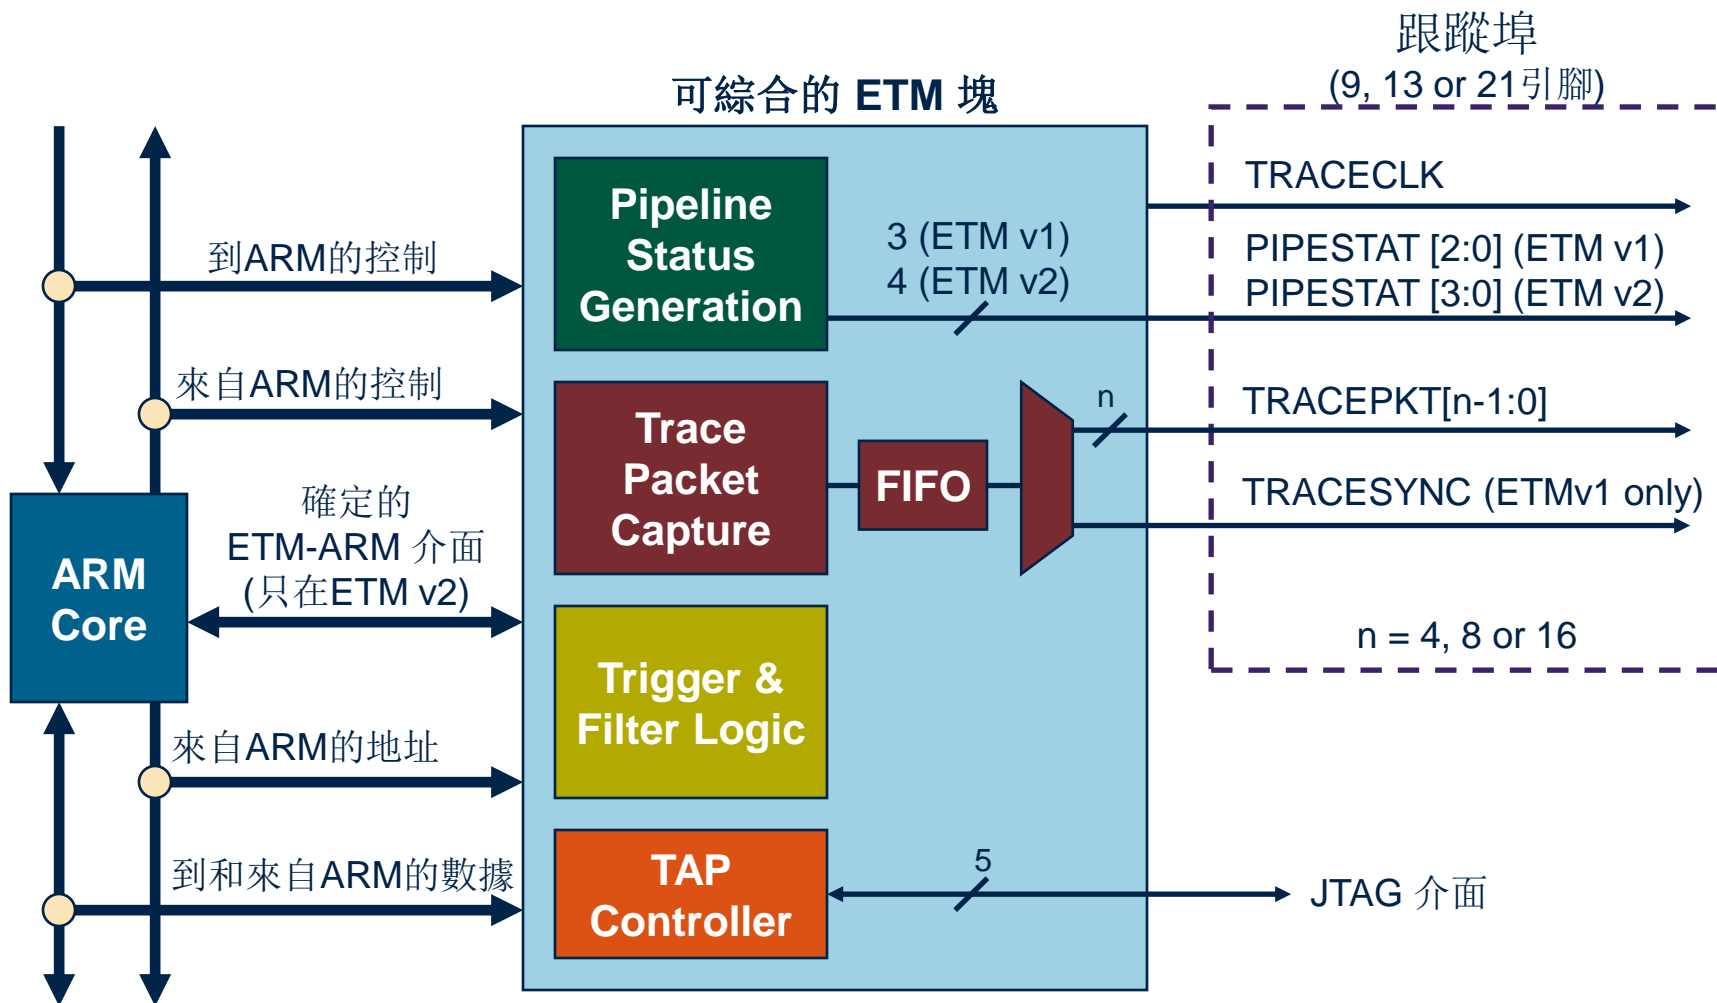 跟蹤埠
(9, 13 or 21引腳)
可綜合的 ETM 塊
TRACECLK
Pipeline
Status
Generation
3 (ETM v1)
4 (ETM v2)
PIPESTAT [2:0] (ETM v1)
PIPESTAT [3:0] (ETM v2)
到ARM的控制
來自ARM的控制
Trace
Packet
Capture
FIFO
n
TRACEPKT[n-1:0]
TRACESYNC (ETMv1 only)
確定的
ETM-ARM 介面
(只在ETM v2)
ARM
Core
n = 4, 8 or 16
Trigger &
Filter Logic
來自ARM的地址
到和來自ARM的數據
TAP
Controller
5
JTAG 介面